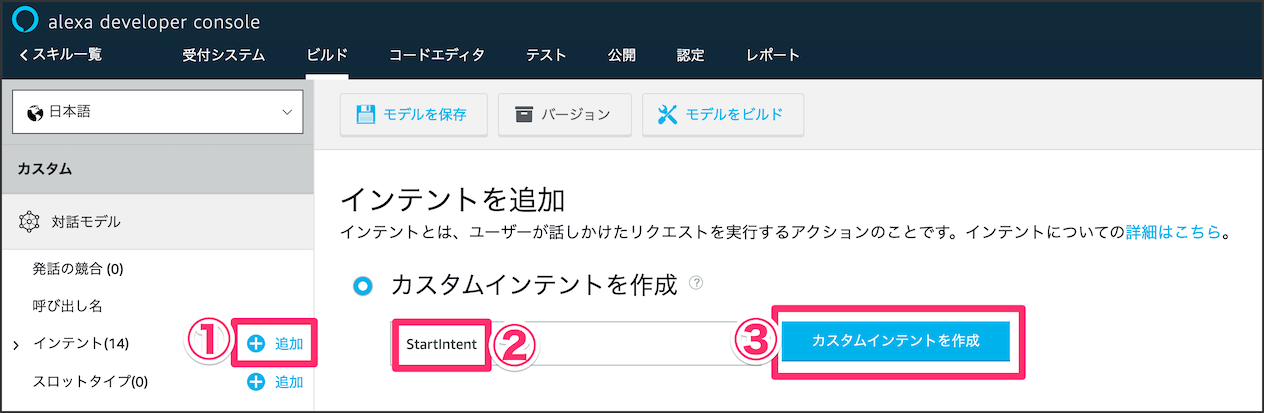 alexa developer console
スキル一覧 受付システム ビルド コードエディタ テスト 公開 認定 レポート
日本語
モデルを保存 バージョン モデルをビルド
カスタム
対話モデル
発話の競合 (0)
呼び出し名
① インテント(14) 追加
スロットタイプ(0) 追加
インテントを追加
インテントとは、ユーザーが話しかけたリクエストを実行するアクションのことです。インテントについての詳細はこちら。
カスタムインテントを作成 ?
StartIntent ② ③ カスタムインテントを作成